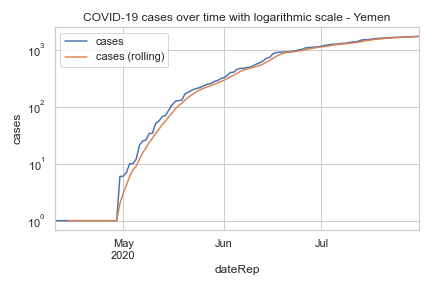 COVID-19 cases over time with logarithmic scale - Yemen
cases
cases (rolling)
10³
10²
10¹
10⁰
cases
May
2020
Jun
Jul
dateRep